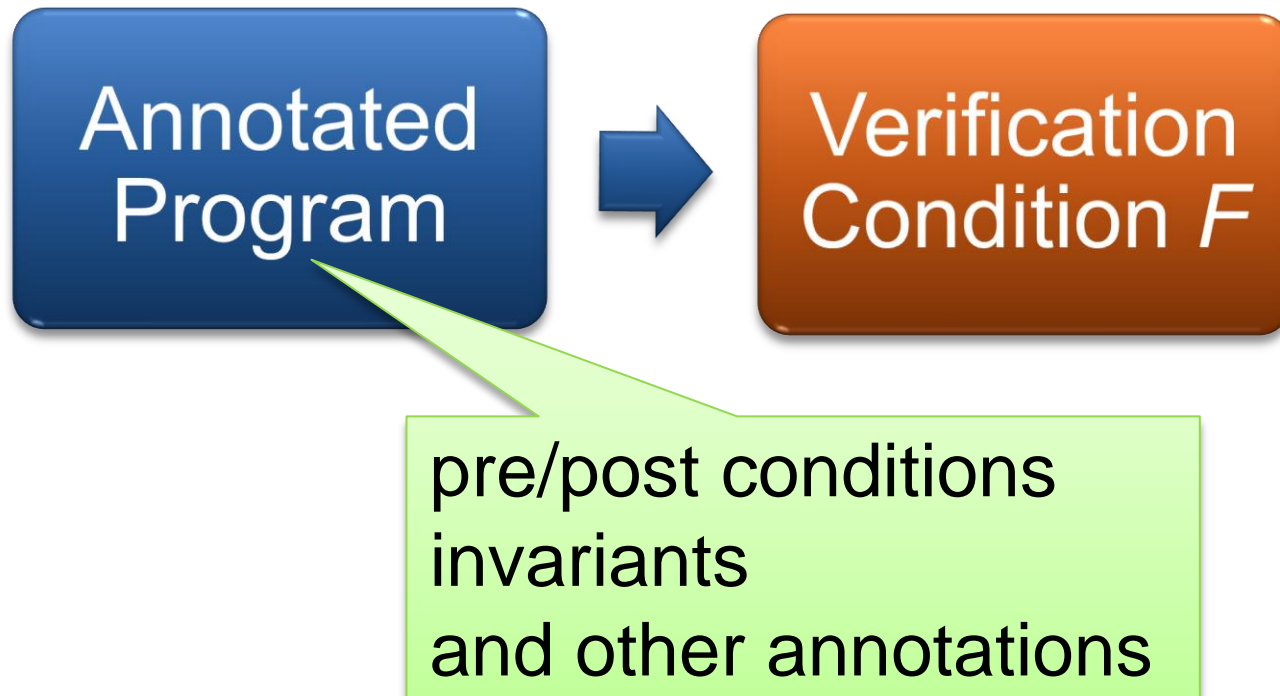 Annotated
Program
Verification
Condition F
pre/post conditions
invariants
and other annotations